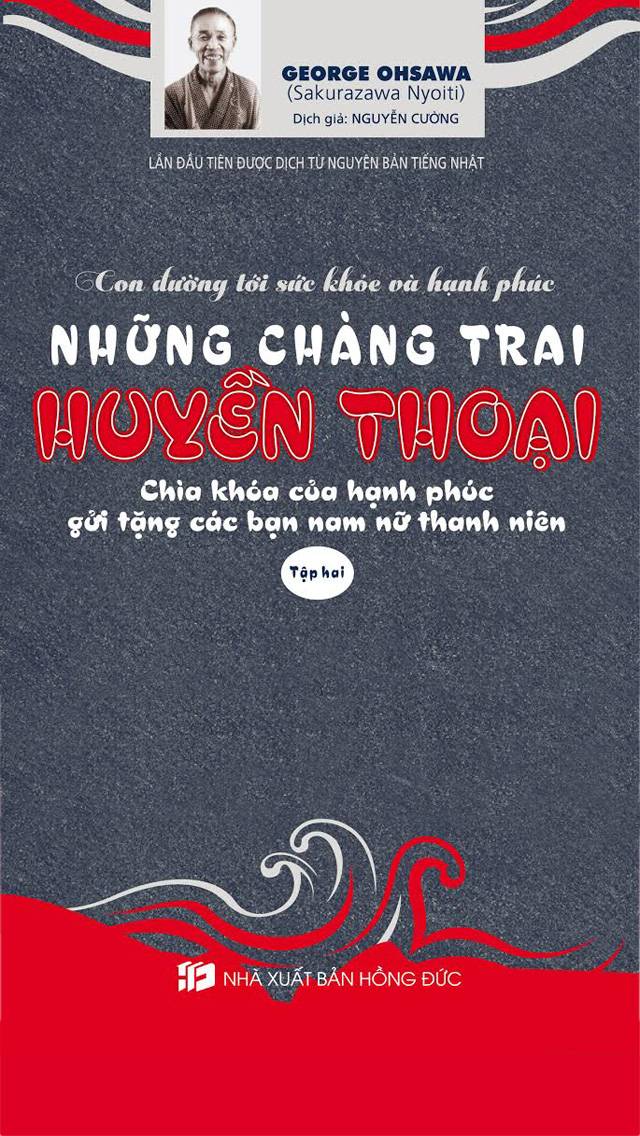 GEORGE OHSAWA
(Sakurazawa Nyoiti)
Dịch giả: NGUYỄN CƯỜNG
LẦN ĐẦU TIÊN ĐƯỢC DỊCH TỪ NGUYÊN BẢN TIẾNG NHẬT
Con đường tới sức khỏe và hạnh phúc
NHỮNG CHÀNG TRAI
HUYỀN THOẠI
Chìa khóa của hạnh phúc
gửi tặng các bạn nam nữ thanh niên
Tập hai
NHÀ XUẤT BẢN HỒNG ĐỨC